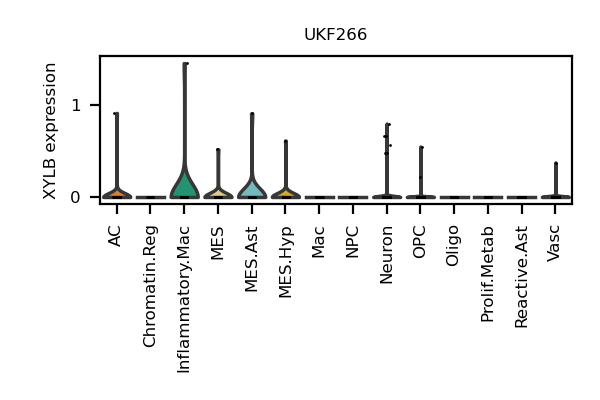 UKF266
XYLB expression
1
0
AC
Chromatin.Reg
Inflammatory.Mac
MES
MES.Ast
MES.Hyp
Mac
NPC
Neuron
OPC
Oligo
Prolif.Metab
Reactive.Ast
Vasc